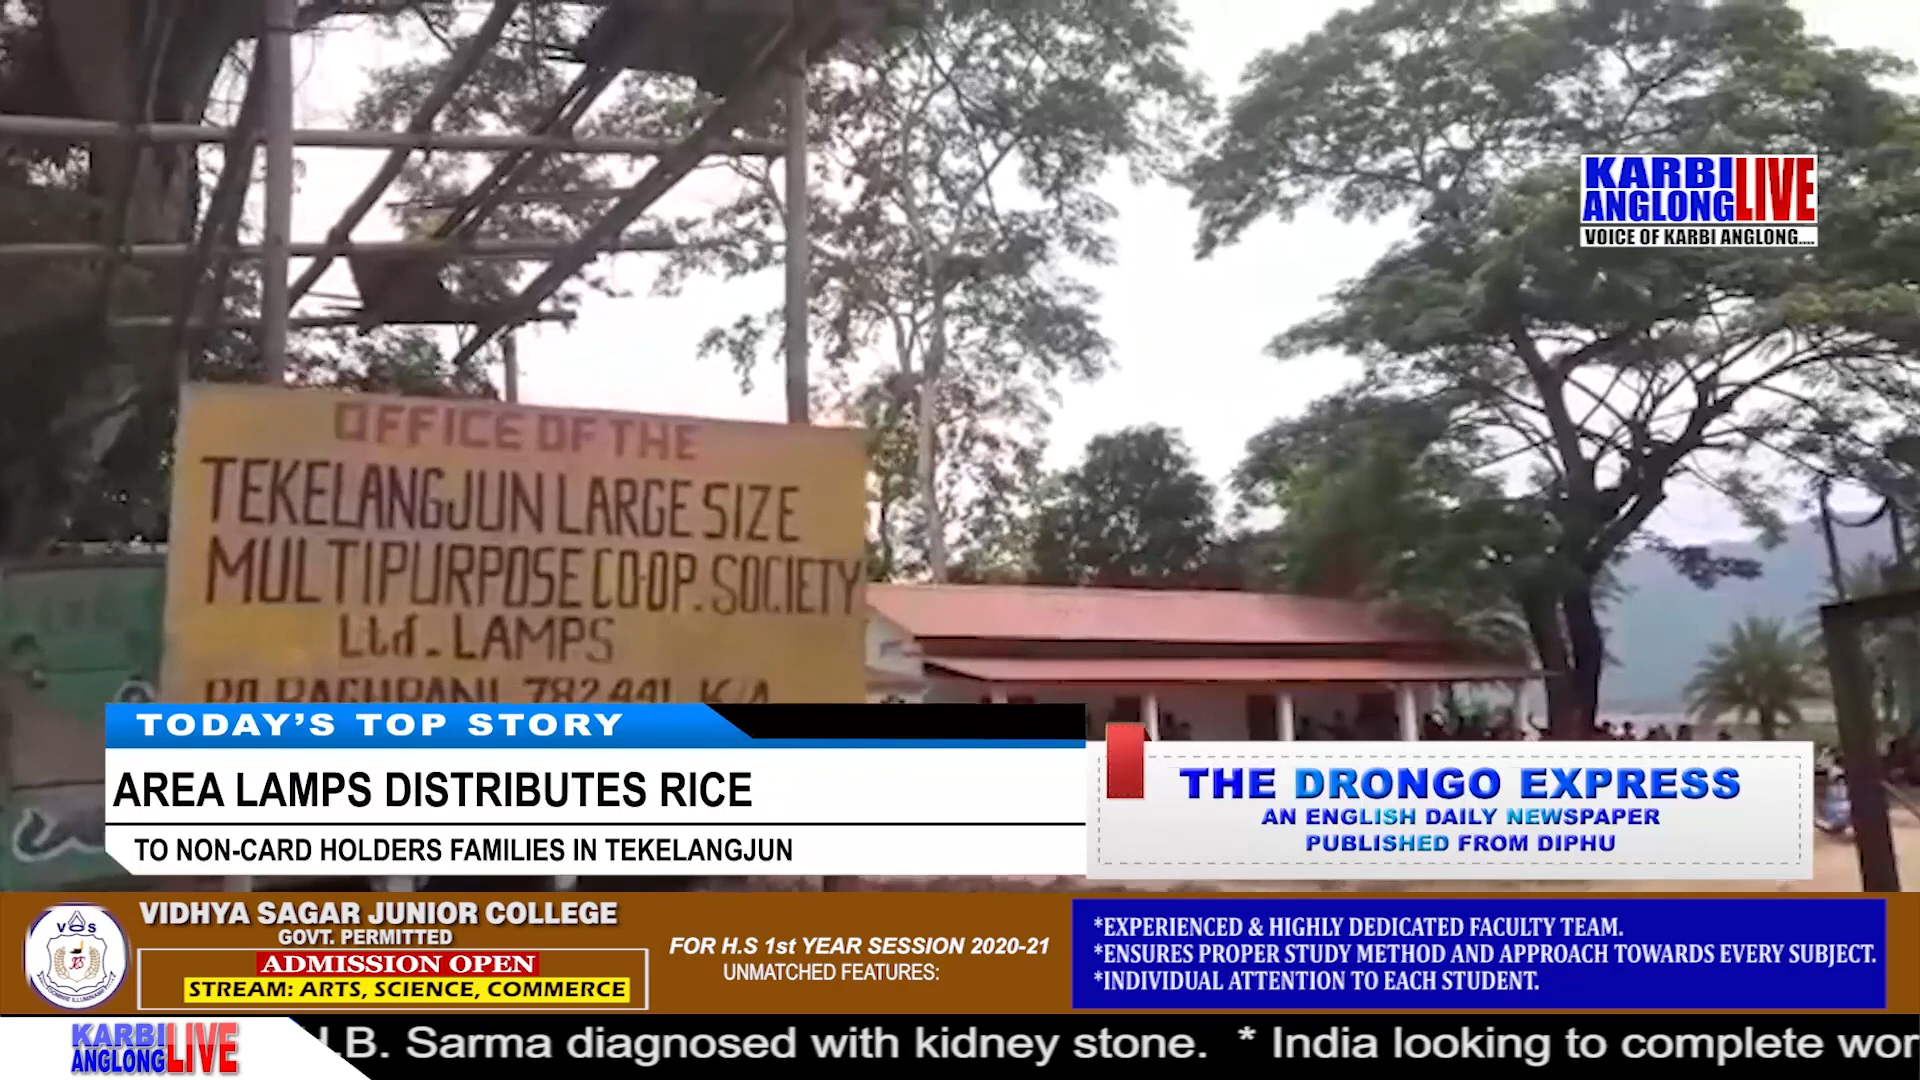 KARBI
ANGLONG LIVE
VOICE OF KARBI ANGLONG....
OFFICE OF THE
TEKELANGJUN LARGE SIZE
MULTIPURPOSE CO-OP. SOCIETY
Ltd. LAMPS
782441 K/A
TODAY'S TOP STORY
AREA LAMPS DISTRIBUTES RICE
TO NON-CARD HOLDERS FAMILIES IN TEKELANGJUN
THE DRONGO EXPRESS
AN ENGLISH DAILY NEWSPAPER
PUBLISHED FROM DIPHU
VIDHYA SAGAR JUNIOR COLLEGE
GOVT. PERMITTED
ADMISSION OPEN
STREAM: ARTS, SCIENCE, COMMERCE
FOR H.S 1st YEAR SESSION 2020-21
UNMATCHED FEATURES:
*EXPERIENCED & HIGHLY DEDICATED FACULTY TEAM.
*ENSURES PROPER STUDY METHOD AND APPROACH TOWARDS EVERY SUBJECT.
*INDIVIDUAL ATTENTION TO EACH STUDENT.
VGS
KARBI
ANGLONG LIVE
.B. Sarma diagnosed with kidney stone. * India looking to complete wor